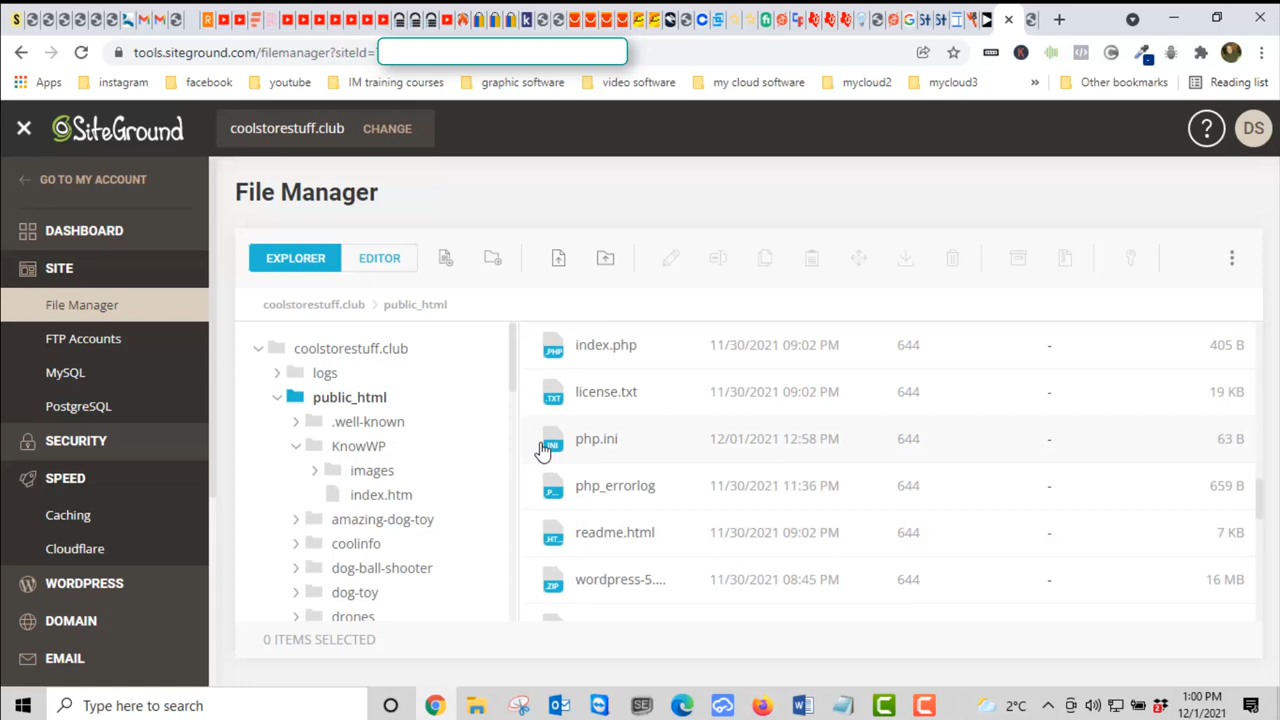 tools.siteground.com/filemanager?siteId=
Apps
instagram
facebook
youtube
IM training courses
graphic software
video software
my cloud software
mycloud2
mycloud3
»
Other bookmarks
Reading list
SiteGround
coolstorestuff.club CHANGE
?
DS
GO TO MY ACCOUNT
DASHBOARD
SITE
File Manager
FTP Accounts
MySQL
PostgreSQL
SECURITY
SPEED
Caching
Cloudflare
WORDPRESS
DOMAIN
EMAIL
File Manager
EXPLORER
EDITOR
coolstorestuff.club > public_html
coolstorestuff.club
logs
public_html
.well-known
KnowWP
images
index.htm
amazing-dog-toy
coolinfo
dog-ball-shooter
dog-toy
drones
index.php 11/30/2021 09:02 PM 644 - 405 B
license.txt 11/30/2021 09:02 PM 644 - 19 KB
php.ini 12/01/2021 12:58 PM 644 - 63 B
php_errorlog 11/30/2021 11:36 PM 644 - 659 B
readme.html 11/30/2021 09:02 PM 644 - 7 KB
wordpress-5.... 11/30/2021 08:45 PM 644 - 16 MB
0 ITEMS SELECTED
Type here to search
2°C
1:00 PM
12/1/2021